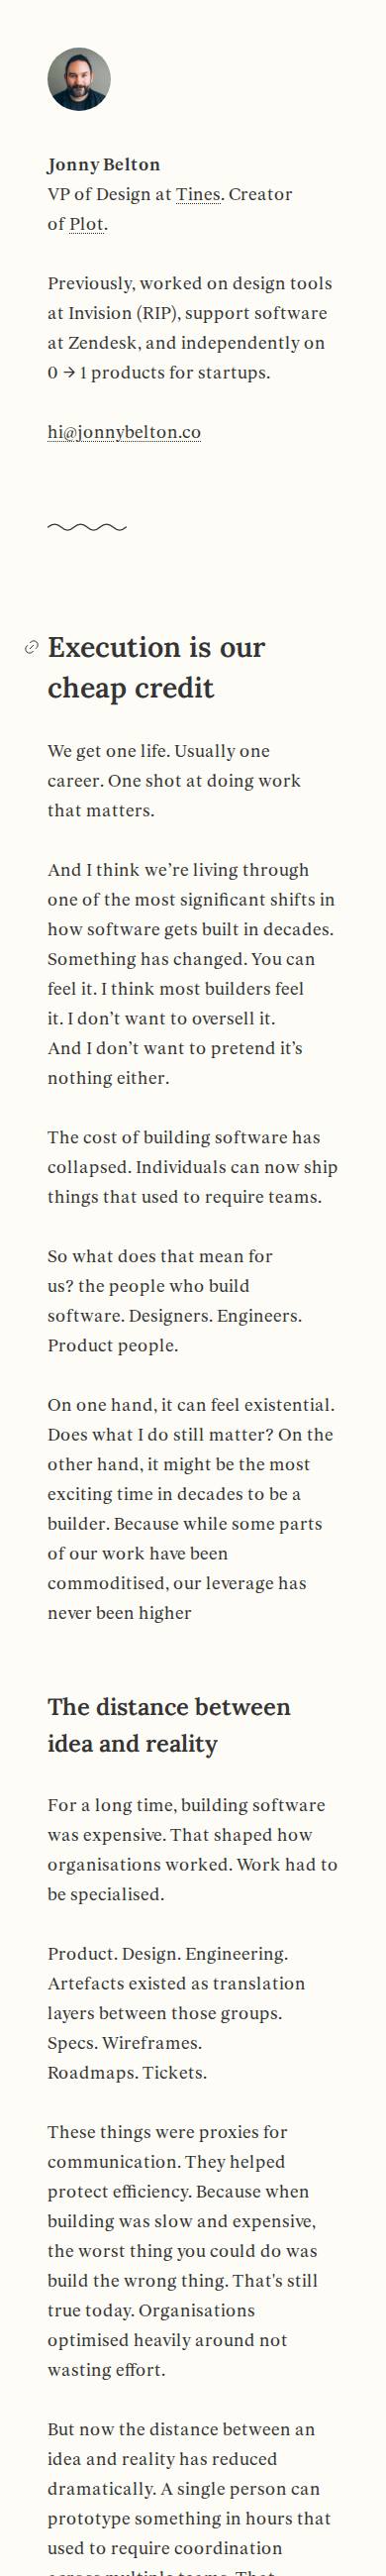 Jonny Belton
VP of Design at Tines. Creator
of Plot.
Previously, worked on design tools
at Invision (RIP), support software
at Zendesk, and independently on
0 → 1 products for startups.
hi@jonnybelton.co
Execution is our
cheap credit
We get one life. Usually one
career. One shot at doing work
that matters.
And I think we’re living through
one of the most significant shifts in
how software gets built in decades.
Something has changed. You can
feel it. I think most builders feel
it. I don’t want to oversell it.
And I don’t want to pretend it’s
nothing either.
The cost of building software has
collapsed. Individuals can now ship
things that used to require teams.
So what does that mean for
us? the people who build
software. Designers. Engineers.
Product people.
On one hand, it can feel existential.
Does what I do still matter? On the
other hand, it might be the most
exciting time in decades to be a
builder. Because while some parts
of our work have been
commoditised, our leverage has
never been higher
The distance between
idea and reality
For a long time, building software
was expensive. That shaped how
organisations worked. Work had to
be specialised.
Product. Design. Engineering.
Artefacts existed as translation
layers between those groups.
Specs. Wireframes.
Roadmaps. Tickets.
These things were proxies for
communication. They helped
protect efficiency. Because when
building was slow and expensive,
the worst thing you could do was
build the wrong thing. That's still
true today. Organisations
optimised heavily around not
wasting effort.
But now the distance between an
idea and reality has reduced
dramatically. A single person can
prototype something in hours that
used to require coordination
across multiple teams. That